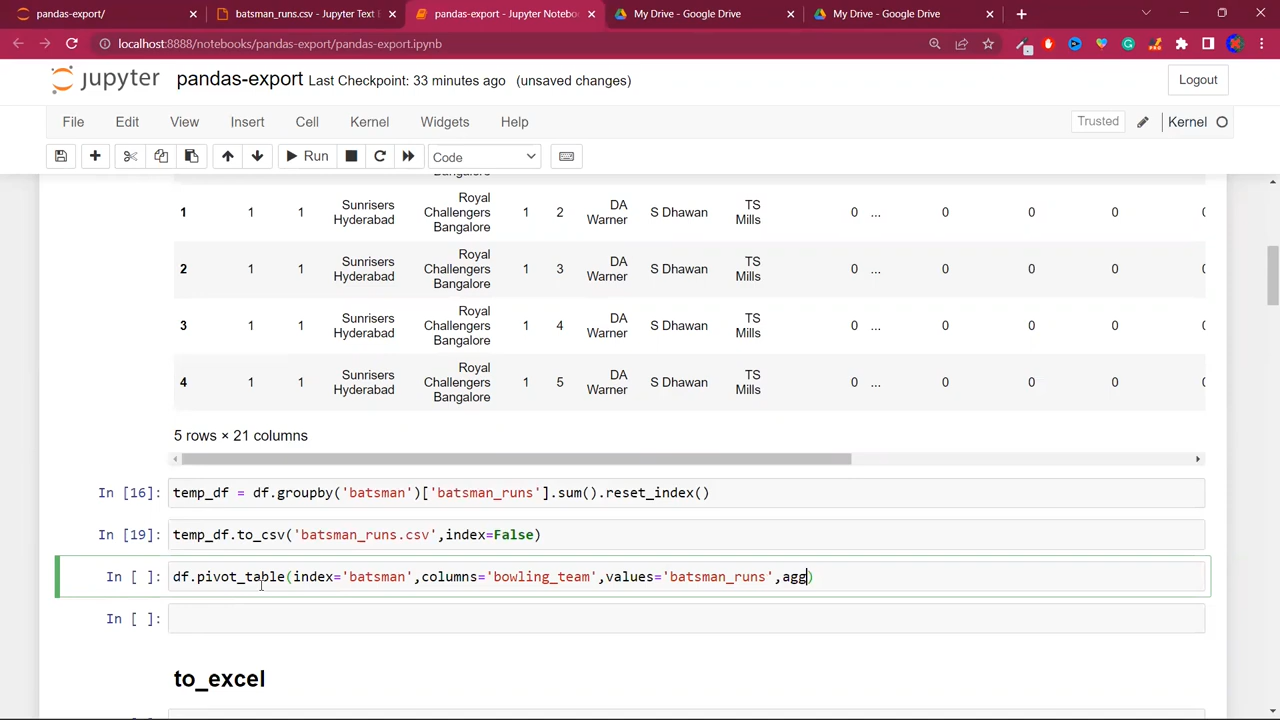 pandas-export/
batsman_runs.csv - Jupyter Text E
pandas-export - Jupyter Notebo
My Drive - Google Drive
My Drive - Google Drive
localhost:8888/notebooks/pandas-export/pandas-export.ipynb
jupyter pandas-export Last Checkpoint: 33 minutes ago (unsaved changes) Logout
File Edit View Insert Cell Kernel Widgets Help Trusted Kernel
Run Code
Bangalore
1 1 1 Sunrisers Hyderabad Royal Challengers Bangalore 1 2 DA Warner S Dhawan TS Mills 0 ... 0 0 0 0
2 1 1 Sunrisers Hyderabad Royal Challengers Bangalore 1 3 DA Warner S Dhawan TS Mills 0 ... 0 0 0 0
3 1 1 Sunrisers Hyderabad Royal Challengers Bangalore 1 4 DA Warner S Dhawan TS Mills 0 ... 0 0 0 0
4 1 1 Sunrisers Hyderabad Royal Challengers Bangalore 1 5 DA Warner S Dhawan TS Mills 0 ... 0 0 0 0
5 rows × 21 columns
In [16]: temp_df = df.groupby('batsman')['batsman_runs'].sum().reset_index()
In [19]: temp_df.to_csv('batsman_runs.csv',index=False)
In [ ]: df.pivot_table(index='batsman',columns='bowling_team',values='batsman_runs',agg)
In [ ]:
to_excel